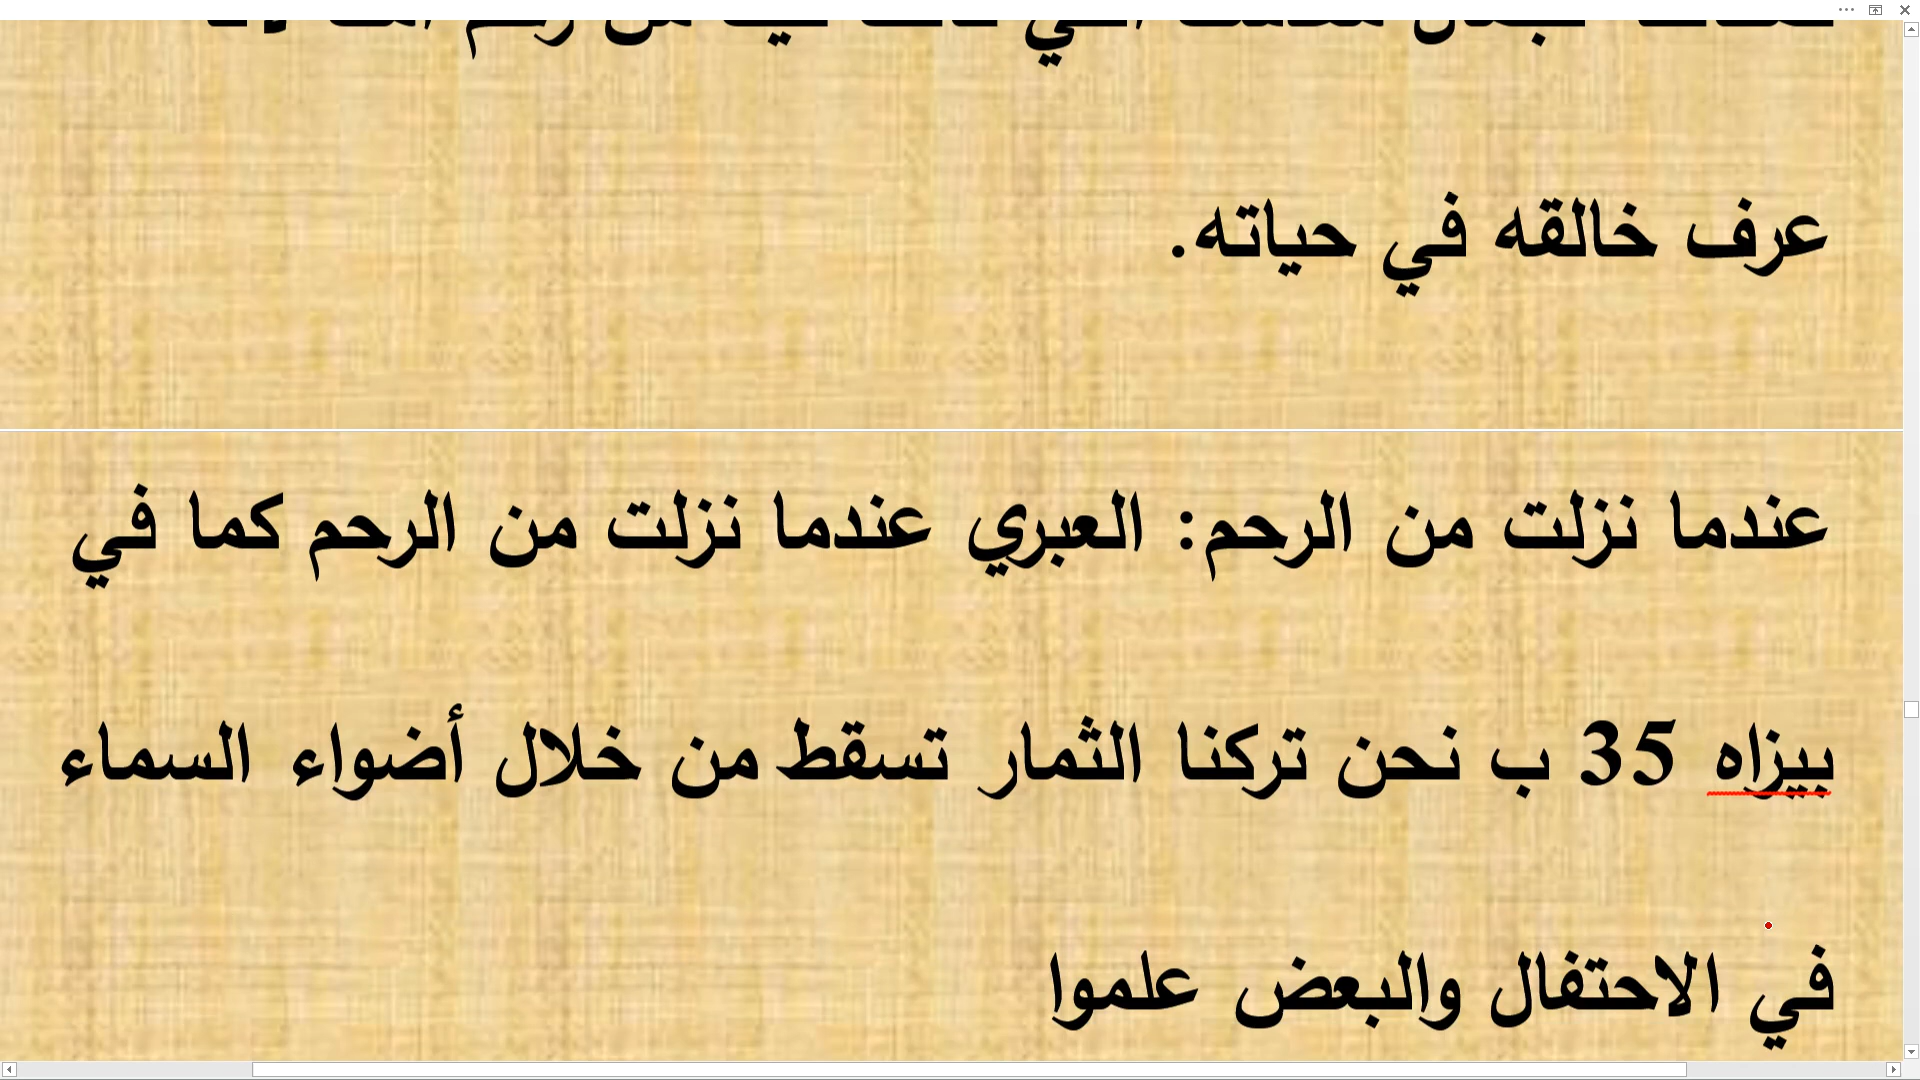 عرف خالقه في حياته.
عندما نزلت من الرحم: العبري عندما نزلت من الرحم كما في
بيزاه 35 ب نحن تركنا الثمار تسقط من خلال أضواء السماء
في الاحتفال والبعض علموا